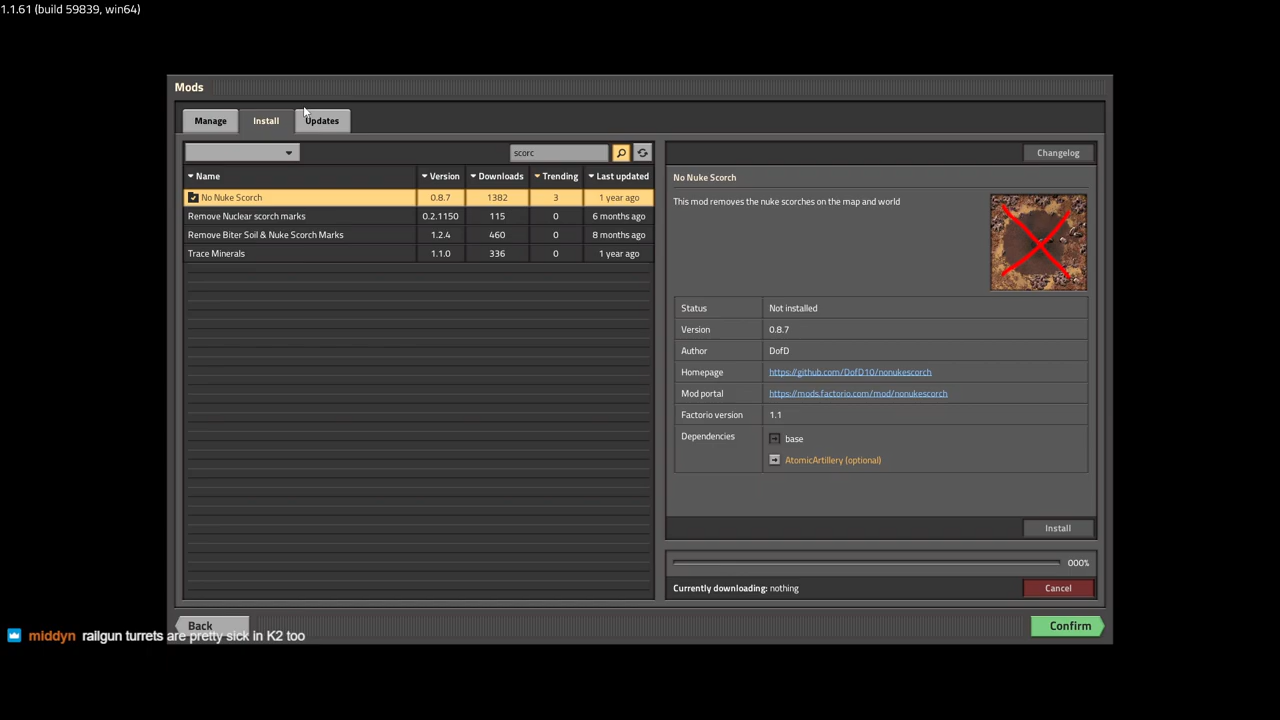 1.1.61 (build 59839, win64)
Mods
Manage Install Updates
scorc
Changelog
Name Version Downloads Trending Last updated
No Nuke Scorch 0.8.7 1382 3 1 year ago
Remove Nuclear scorch marks 0.2.1150 115 0 6 months ago
Remove Biter Soil & Nuke Scorch Marks 1.2.4 460 0 8 months ago
Trace Minerals 1.1.0 336 0 1 year ago
No Nuke Scorch
This mod removes the nuke scorches on the map and world
Status Not installed
Version 0.8.7
Author DofD
Homepage https://github.com/DofD10/nonukescorch
Mod portal https://mods.factorio.com/mod/nonukescorch
Factorio version 1.1
Dependencies base
AtomicArtillery (optional)
Install
000%
Currently downloading: nothing Cancel
Back Confirm
middyn railgun turrets are pretty sick in K2 too